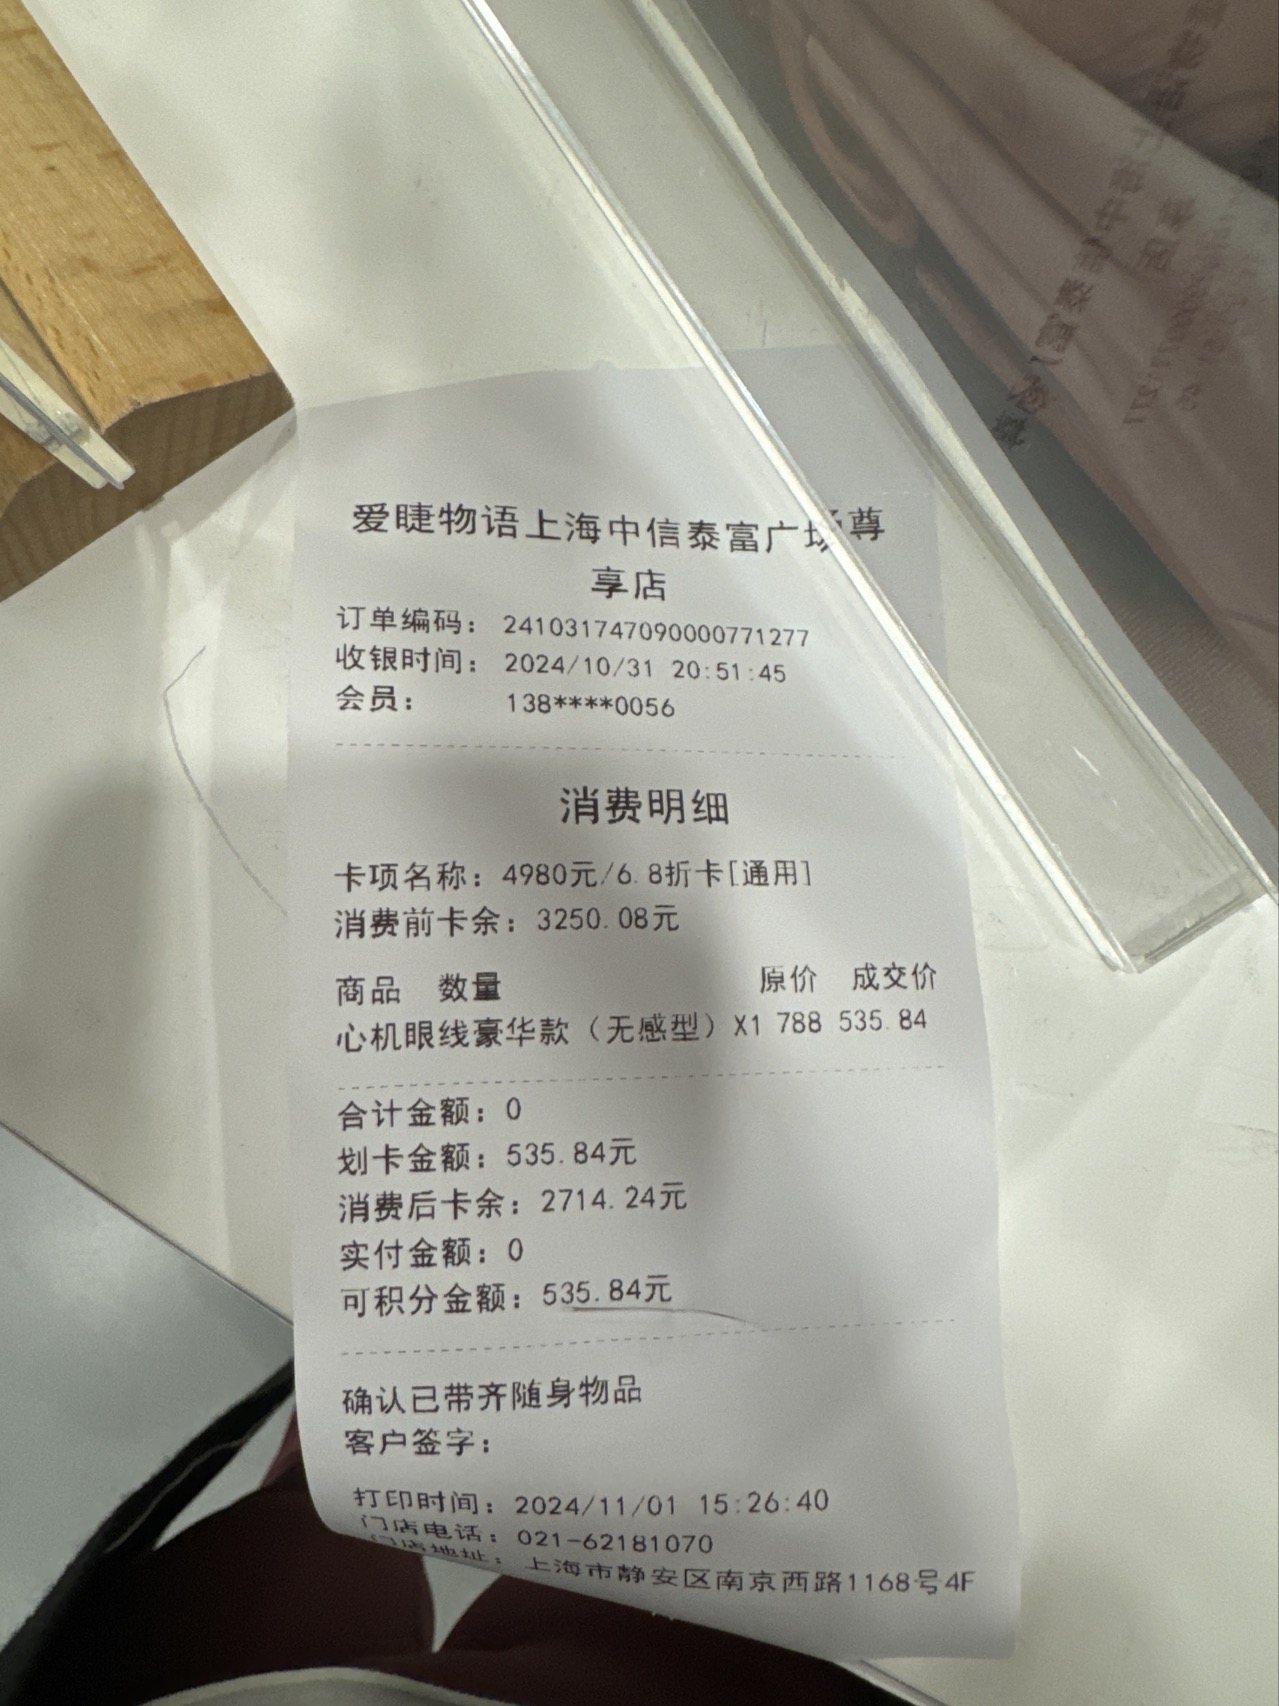 爱睫物语上海中信泰富广场尊
享店
订单编码： 241031747090000771277
收银时间： 2024/10/31 20:51:45
会员： 138****0056
消费明细
卡项名称：4980元/6.8折卡[通用]
消费前卡余：3250.08元
商品 数量 原价 成交价
心机眼线豪华款（无感型）X1 788 535.84
合计金额：0
划卡金额：535.84元
消费后卡余：2714.24元
实付金额：0
可积分金额：535.84元
确认已带齐随身物品
客户签字：
打印时间：2024/11/01 15:26:40
门店电话：021-62181070
门店地址：上海市静安区南京西路1168号4F